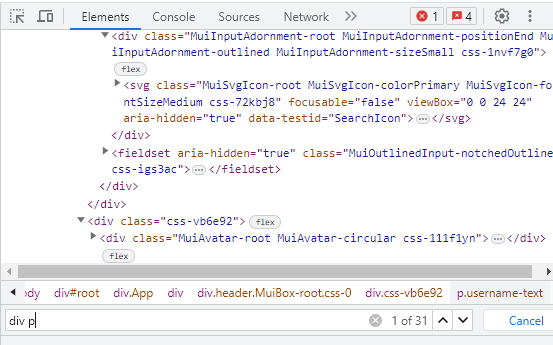 Elements Console Sources Network » 1 4
<div class="MuiInputAdornment-root MuiInputAdornment-positionEnd Mu
iInputAdornment-outlined MuiInputAdornment-sizeSmall css-1nvf7g0">
flex
<svg class="MuiSvgIcon-root MuiSvgIcon-colorPrimary MuiSvgIcon-fo
ntSizeMedium css-72kbj8" focusable="false" viewBox="0 0 24 24"
aria-hidden="true" data-testid="SearchIcon">…</svg>
</div>
<fieldset aria-hidden="true" class="MuiOutlinedInput-notchedOutline
css-igs3ac">…</fieldset>
</div>
</div>
<div class="css-vb6e92"> flex
<div class="MuiAvatar-root MuiAvatar-circular css-111f1yn">…</div>
flex
ody div#root div.App div div.header.MuiBox-root.css-0 div.css-vb6e92 p.username-text
div p 1 of 31 Cancel